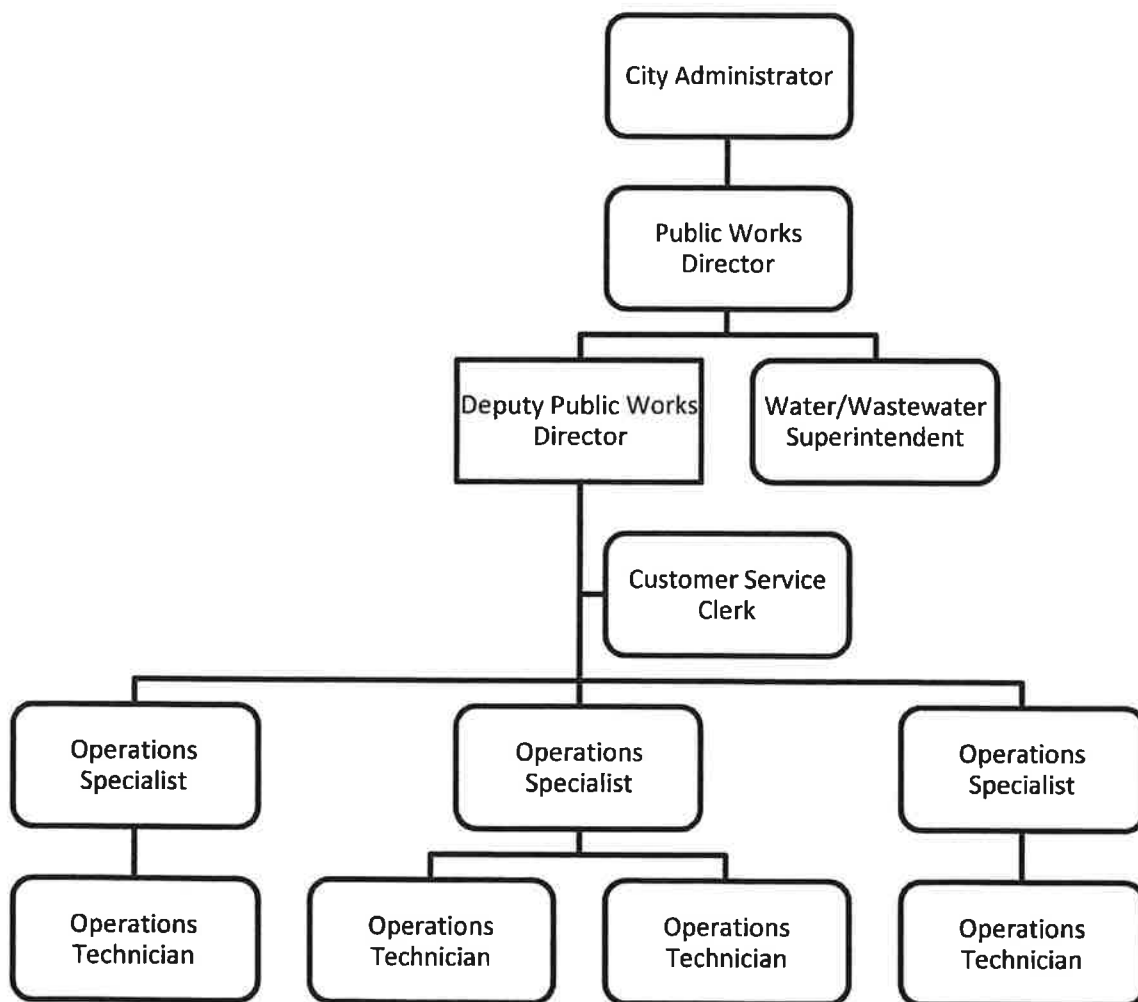 City Administrator
Public Works
Director
Deputy Public Works
Director
Water/Wastewater
Superintendent
Customer Service
Clerk
Operations
Specialist
Operations
Specialist
Operations
Specialist
Operations
Technician
Operations
Technician
Operations
Technician
Operations
Technician